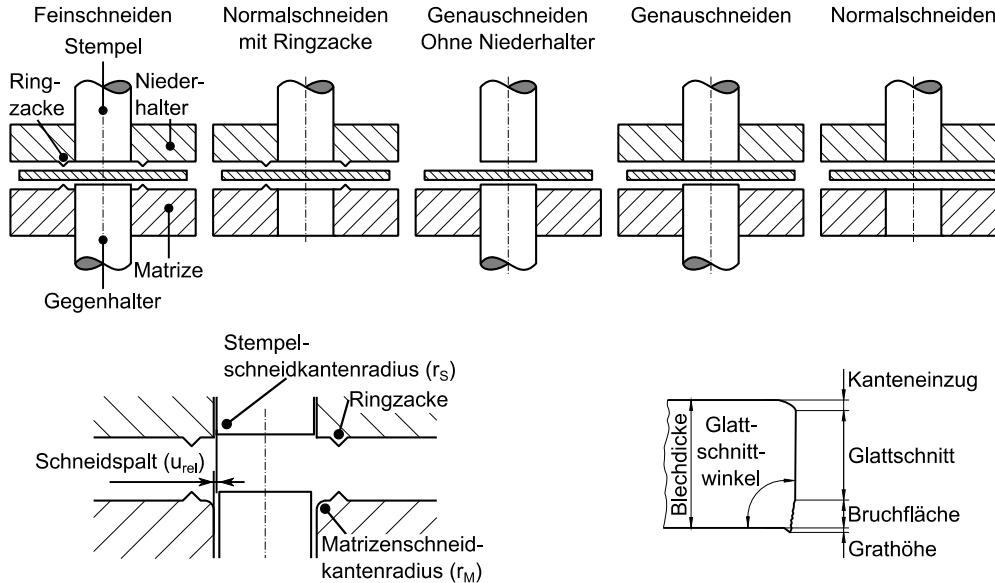 Feinschneiden
Normalschneiden
mit Ringzacke
Genauschneiden
Ohne Niederhalter
Genauschneiden
Normalschneiden
Stempel
Ring-
zacke
Nieder-
halter
Matrize
Gegenhalter
Stempel-
schneidkantenradius (rS)
Ringzacke
Schneidspalt (urel)
Matrizenschneid-
kantenradius (rM)
Blechdicke
Glatt-
schnitt-
winkel
Kanteneinzug
Glattschnitt
Bruchfläche
Grathöhe